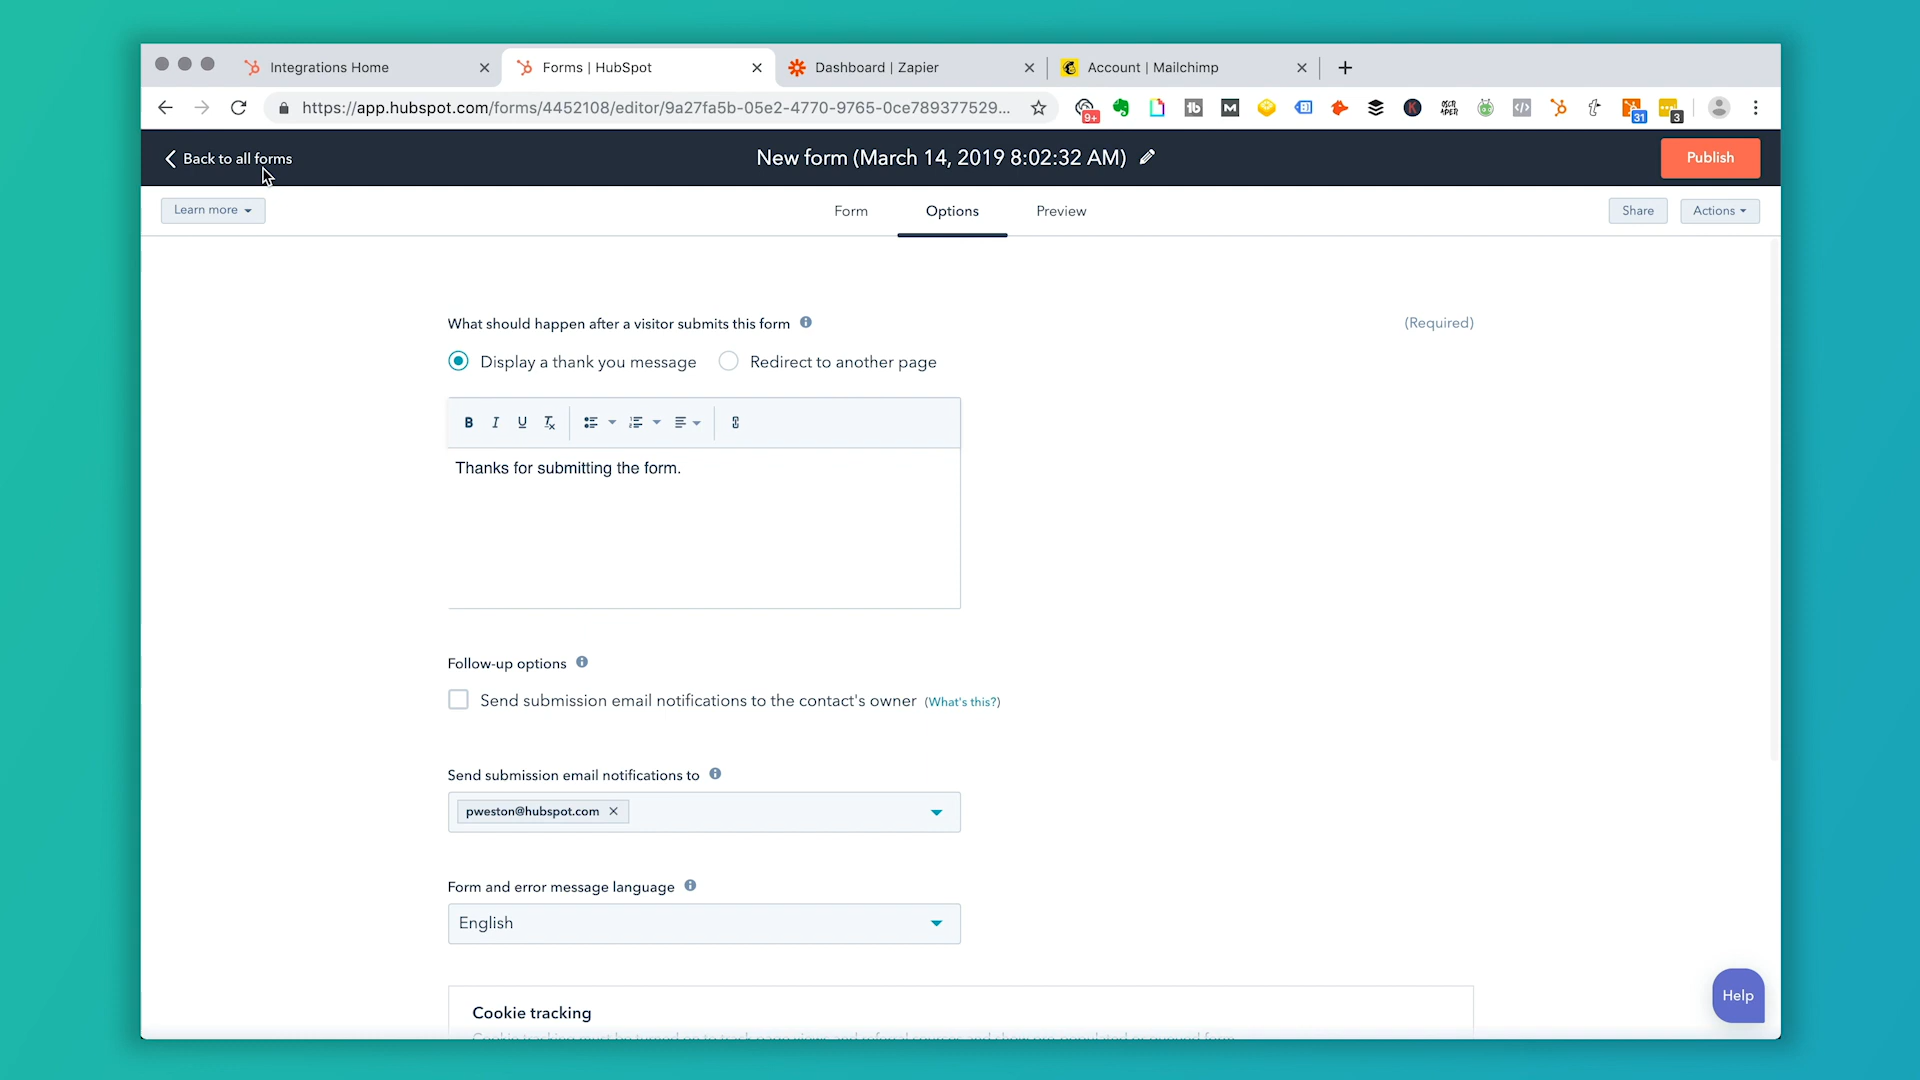 Integrations Home
Forms | HubSpot
Dashboard | Zapier
Account | Mailchimp
https://app.hubspot.com/forms/4452108/editor/9a27fa5b-05e2-4770-9765-0ce789377529...
9+
31
3
Back to all forms
New form (March 14, 2019 8:02:32 AM)
Publish
Learn more
Form
Options
Preview
Share
Actions
What should happen after a visitor submits this form
(Required)
Display a thank you message
Redirect to another page
B I U
Thanks for submitting the form.
Follow-up options
Send submission email notifications to the contact's owner (What's this?)
Send submission email notifications to
pweston@hubspot.com
Form and error message language
English
Help
Cookie tracking